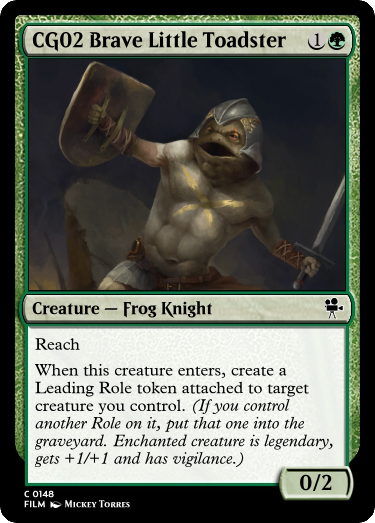 CG02 Brave Little Toadster 1
Creature — Frog Knight
Reach
When this creature enters, create a
Leading Role token attached to target
creature you control. (If you control
another Role on it, put that one into the
graveyard. Enchanted creature is legendary,
gets +1/+1 and has vigilance.)
0/2
C 0148
FILM Mickey Torres